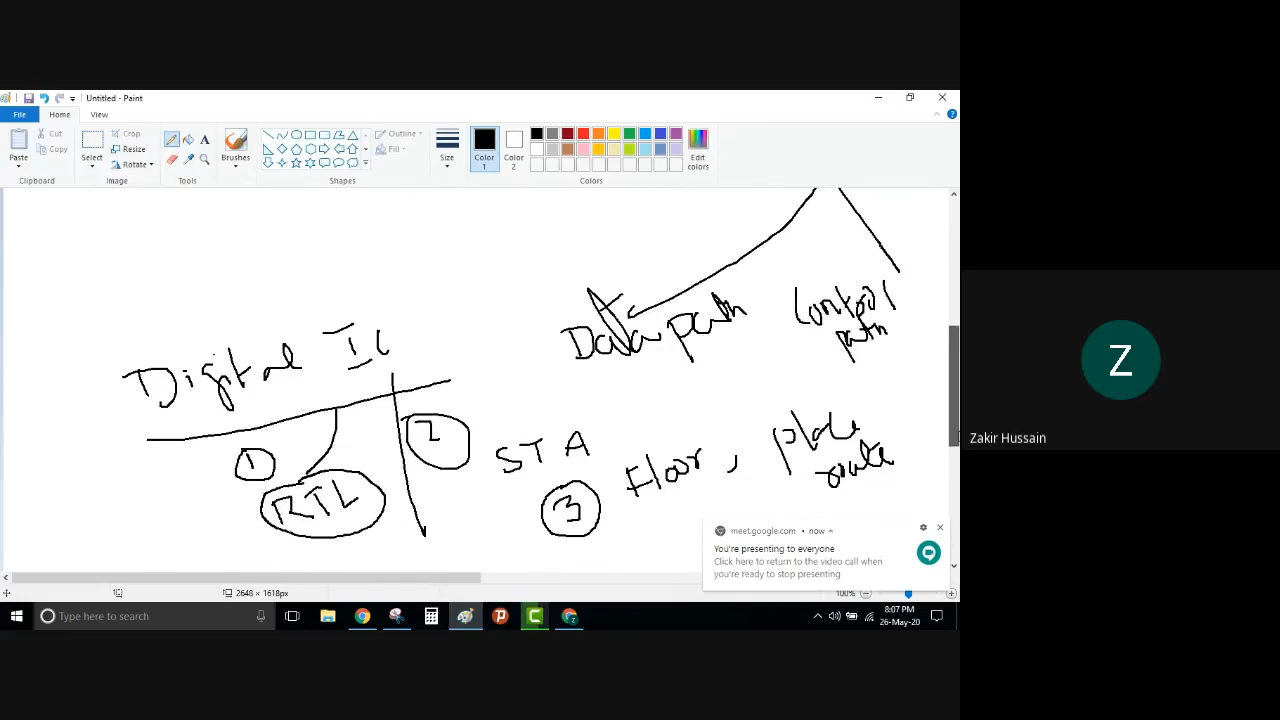 Untitled - Paint
File
Home
View
Paste
Cut
Copy
Clipboard
Select
Crop
Resize
Rotate
Image
Tools
Brushes
Shapes
Outline
Fill
Size
Color 1
Color 2
Edit colors
Colors
Data path
Control path
Digital IC
1
2
STA
Floor, place
route
RTL
3
meet.google.com • now
You're presenting to everyone
Click here to return to the video call when
you're ready to stop presenting
2648 × 1618px
100%
Type here to search
8:07 PM
26-May-20
Z
Zakir Hussain